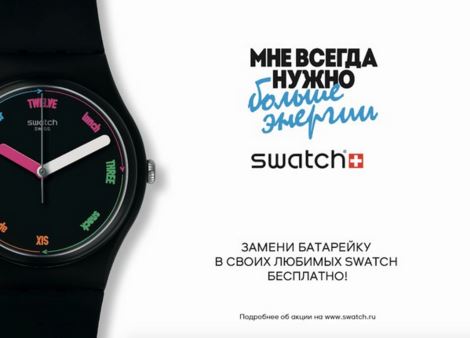 МНЕ ВСЕГДА
НУЖНО
больше
энергии
swatch
ЗАМЕНИ БАТАРЕЙКУ
В СВОИХ ЛЮБИМЫХ SWATCH
БЕСПЛАТНО!
Подробнее об акции на www.swatch.ru
TWELVE
lunch
swatch
SWISS
THREE
snack
SIX